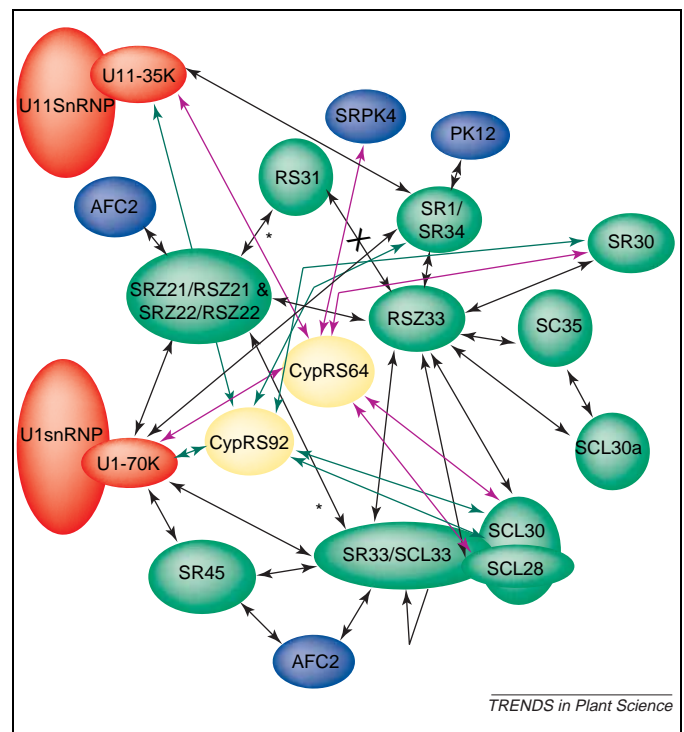 U11-35K
U11SnRNP
SRPK4
PK12
RS31
AFC2
SR1/
SR34
SR30
*
X
SRZ21/RSZ21 &
SRZ22/RSZ22
RSZ33
SC35
CypRS64
U1snRNP
CypRS92
U1-70K
SCL30a
*
SCL30
SR33/SCL33
SCL28
SR45
AFC2
TRENDS in Plant Science